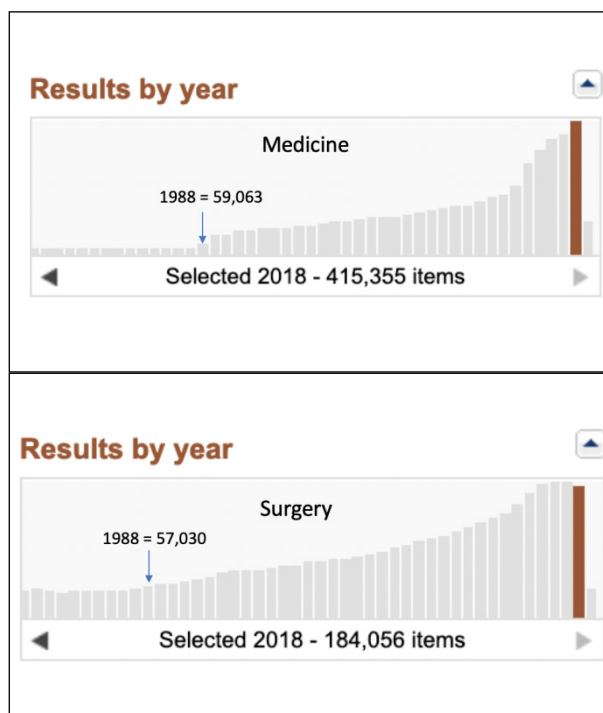 Results by year
Medicine
1988 = 59,063
Selected 2018 - 415,355 items
Results by year
Surgery
1988 = 57,030
Selected 2018 - 184,056 items